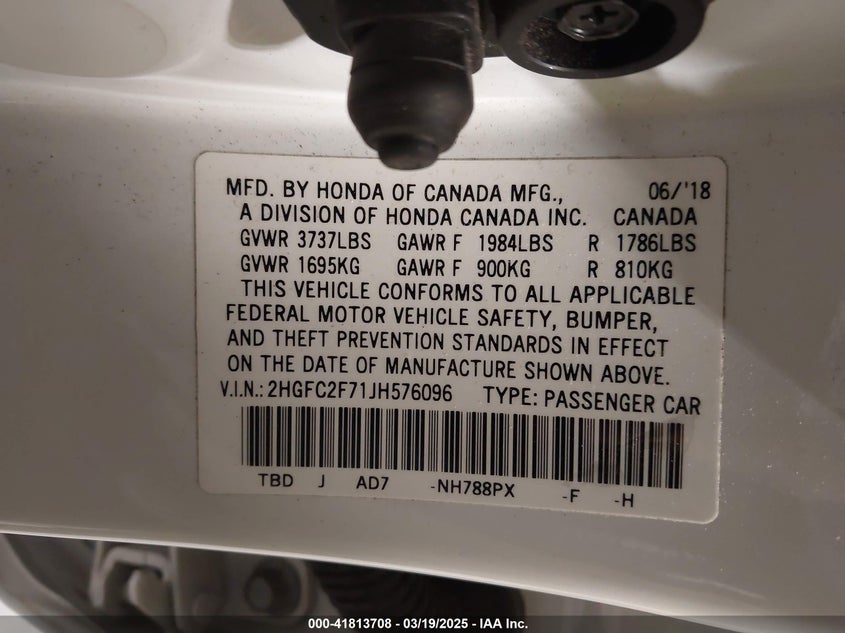 MFD. BY HONDA OF CANADA MFG., 06/'18
A DIVISION OF HONDA CANADA INC. CANADA
GVWR 3737LBS GAWR F 1984LBS R 1786LBS
GVWR 1695KG GAWR F 900KG R 810KG
THIS VEHICLE CONFORMS TO ALL APPLICABLE
FEDERAL MOTOR VEHICLE SAFETY, BUMPER,
AND THEFT PREVENTION STANDARDS IN EFFECT
ON THE DATE OF MANUFACTURE SHOWN ABOVE.
V.I.N.: 2HGFC2F71JH576096 TYPE: PASSENGER CAR
TBD J AD7 -NH788PX -F -H
000-41813708 - 03/19/2025 - IAA Inc.